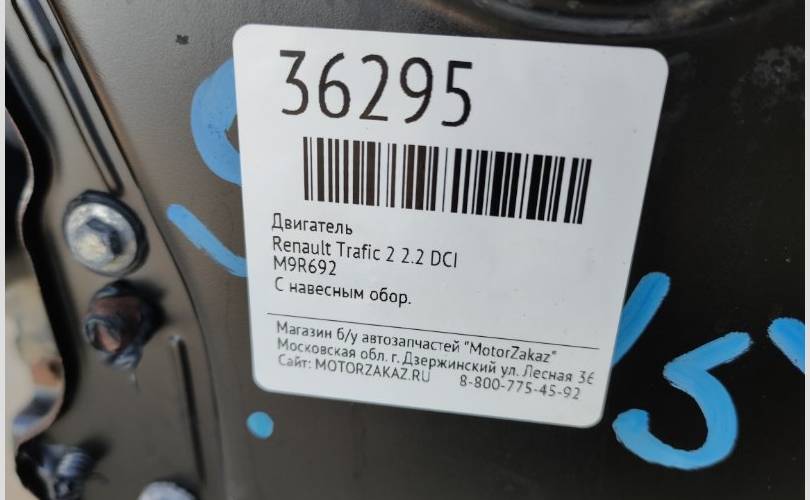 36295
Двигатель
Renault Trafic 2 2.2 DCI
M9R692
С навесным обор.
Магазин б/у автозапчастей "MotorZakaz"
Московская обл. г. Дзержинский ул. Лесная 36
Сайт: MOTORZAKAZ.RU 8-800-775-45-92